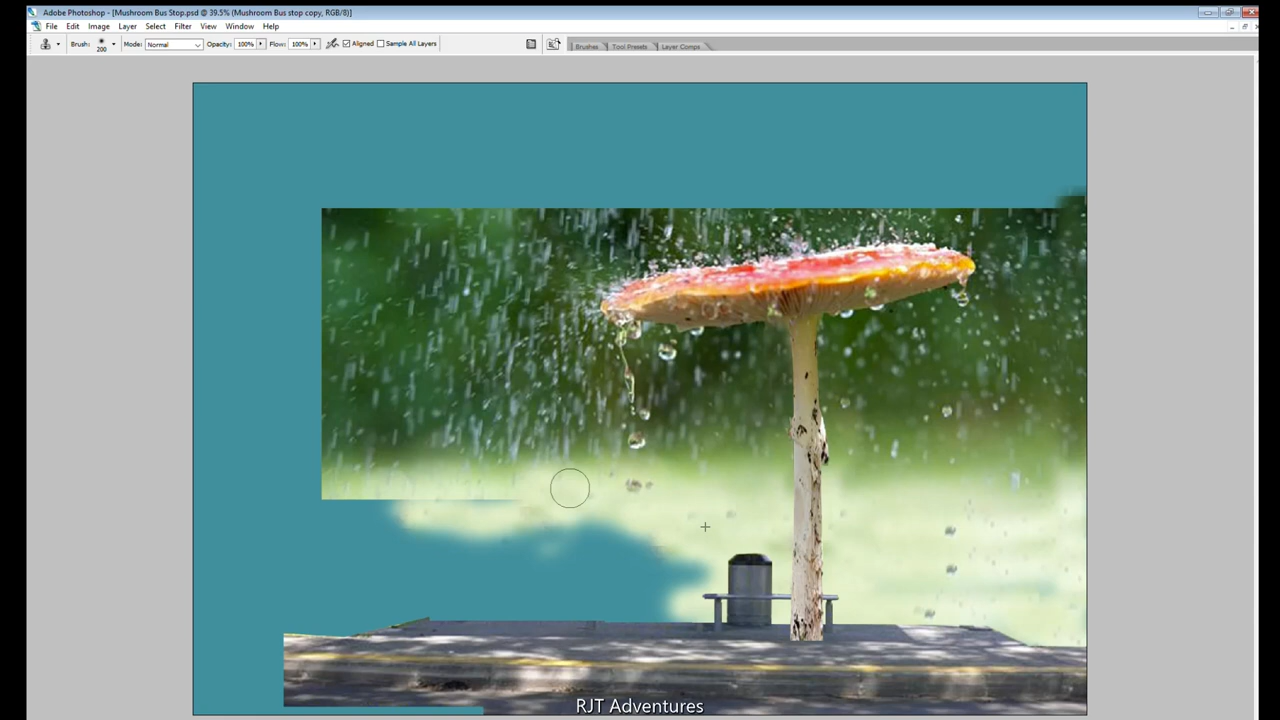 Adobe Photoshop - [Mushroom Bus Stop.psd @ 39.5% (Mushroom Bus stop copy, RGB/8)]
File Edit Image Layer Select Filter View Window Help
Brush: 200 Mode: Normal Opacity: 100% Flow: 100% Aligned Sample All Layers Brushes Tool Presets Layer Comps
RJT Adventures